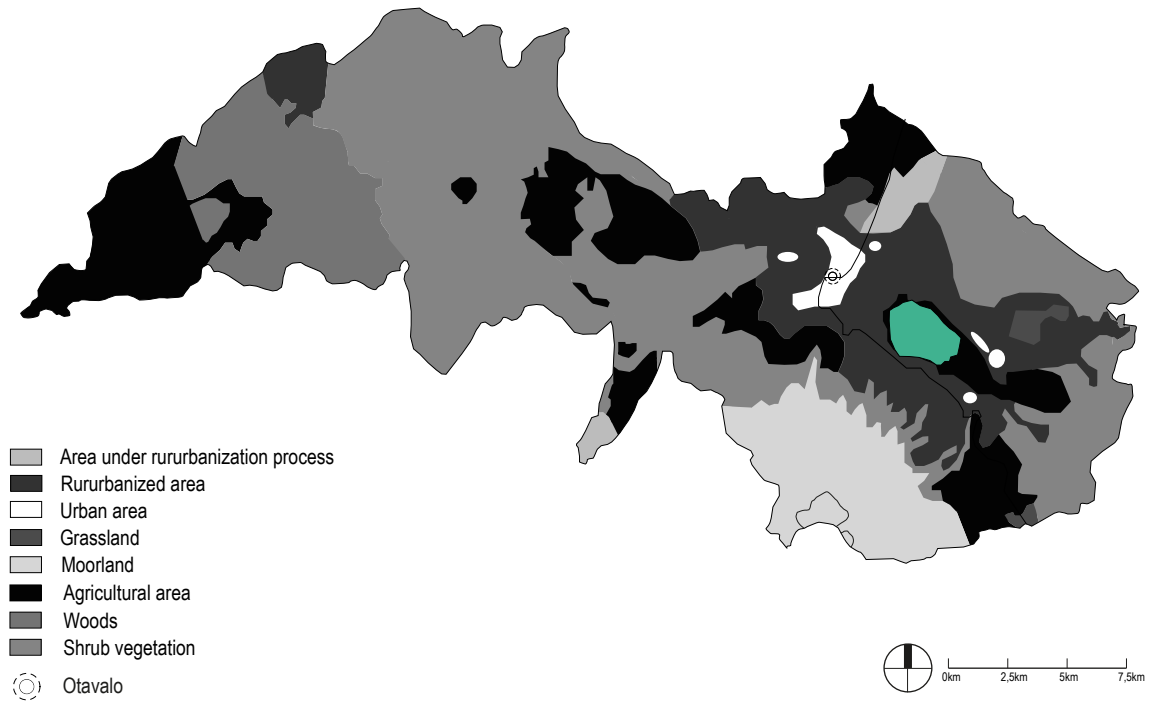 Area under rururbanization process
Rururbanized area
Urban area
Grassland
Moorland
Agricultural area
Woods
Shrub vegetation
Otavalo
0km 2,5km 5km 7,5km